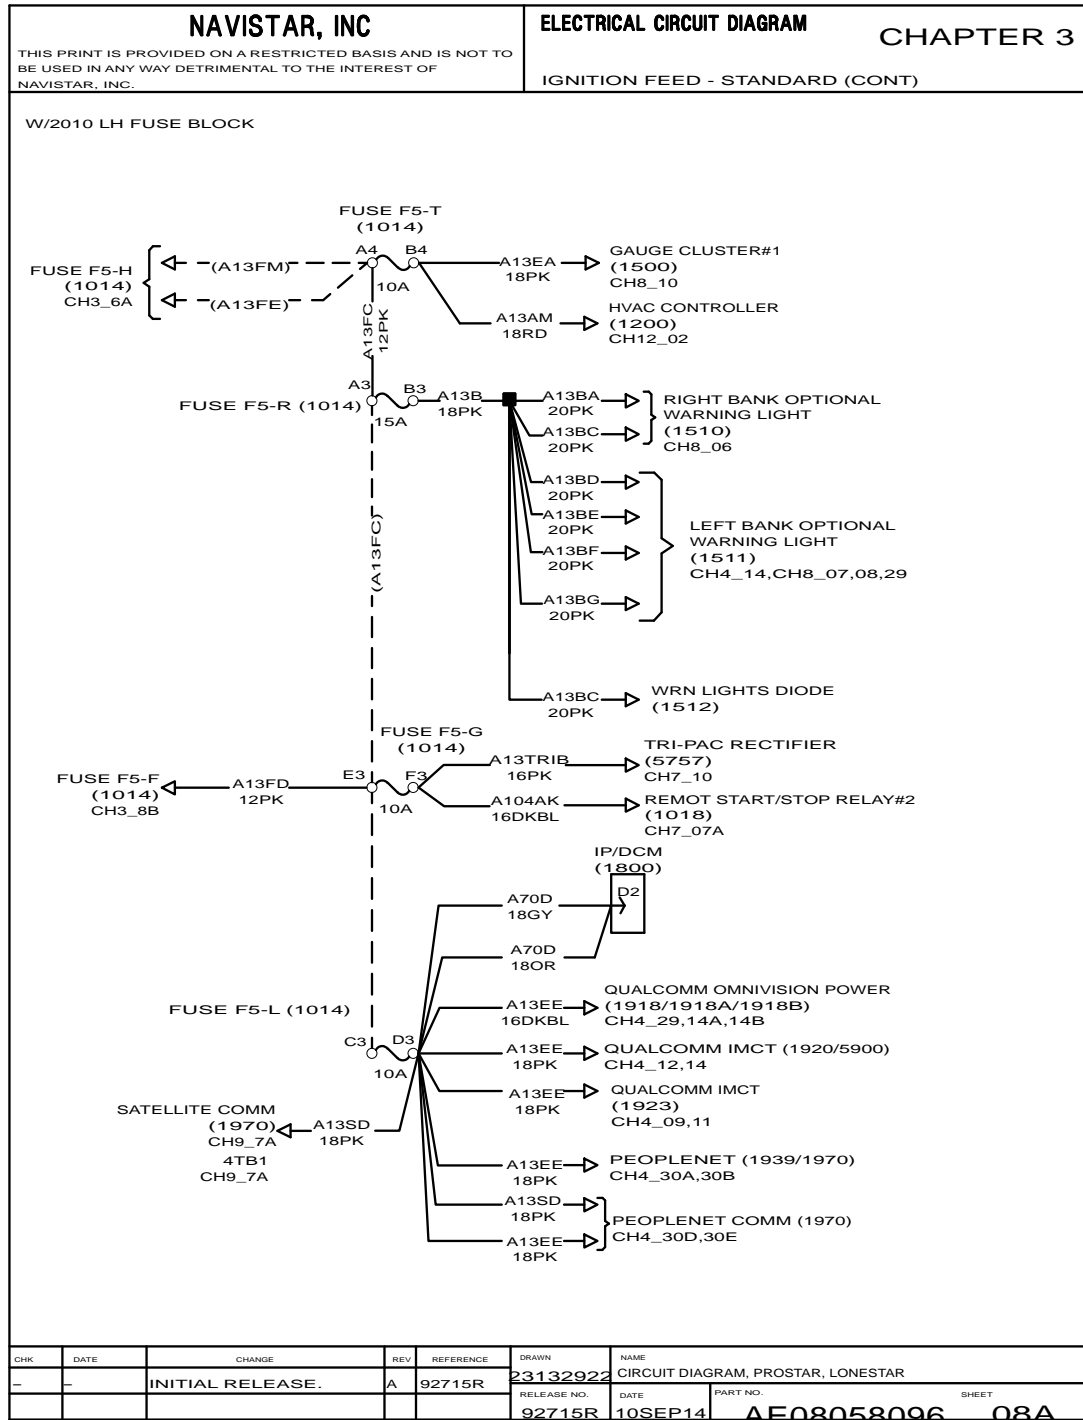 NAVISTAR, INC
THIS PRINT IS PROVIDED ON A RESTRICTED BASIS AND IS NOT TO
BE USED IN ANY WAY DETRIMENTAL TO THE INTEREST OF
NAVISTAR, INC.
ELECTRICAL CIRCUIT DIAGRAM
CHAPTER 3
IGNITION FEED - STANDARD (CONT)
W/2010 LH FUSE BLOCK
FUSE F5-T
(1014)
A4 B4
10A
FUSE F5-H
(1014)
CH3_6A
(A13FM)
(A13FE)
A13EA
18PK
GAUGE CLUSTER#1
(1500)
CH8_10
A13AM
18RD
HVAC CONTROLLER
(1200)
CH12_02
A13FC
12PK
FUSE F5-R (1014)
A3 B3
15A
A13B
18PK
A13BA
20PK
A13BC
20PK
RIGHT BANK OPTIONAL
WARNING LIGHT
(1510)
CH8_06
A13BD
20PK
A13BE
20PK
A13BF
20PK
A13BG
20PK
LEFT BANK OPTIONAL
WARNING LIGHT
(1511)
CH4_14,CH8_07,08,29
(A13FC)
A13BC
20PK
WRN LIGHTS DIODE
(1512)
FUSE F5-G
(1014)
E3 F3
10A
FUSE F5-F
(1014)
CH3_8B
A13FD
12PK
A13TRIB
16PK
TRI-PAC RECTIFIER
(5757)
CH7_10
A104AK
16DKBL
REMOT START/STOP RELAY#2
(1018)
CH7_07A
IP/DCM
(1800)
D2
A70D
18GY
A70D
18OR
FUSE F5-L (1014)
C3 D3
10A
A13EE
16DKBL
QUALCOMM OMNIVISION POWER
(1918/1918A/1918B)
CH4_29,14A,14B
A13EE
18PK
QUALCOMM IMCT (1920/5900)
CH4_12,14
A13EE
18PK
QUALCOMM IMCT
(1923)
CH4_09,11
SATELLITE COMM
(1970)
CH9_7A
4TB1
CH9_7A
A13SD
18PK
A13EE
18PK
PEOPLENET (1939/1970)
CH4_30A,30B
A13SD
18PK
A13EE
18PK
PEOPLENET COMM (1970)
CH4_30D,30E
CHK DATE CHANGE REV REFERENCE
– – INITIAL RELEASE. A 92715R
DRAWN
23132922
NAME
CIRCUIT DIAGRAM, PROSTAR, LONESTAR
RELEASE NO.
92715R
DATE
10SEP14
PART NO.
AE08058096
SHEET
08A